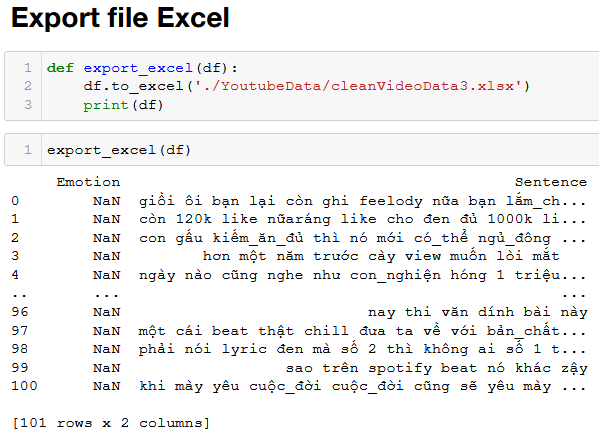 Export file Excel
1 def export_excel(df):
2     df.to_excel('./YoutubeData/cleanVideoData3.xlsx')
3     print(df)
1 export_excel(df)
Emotion Sentence
0 NaN giồi ôi bạn lại còn ghi feelody nữa bạn lắm_ch...
1 NaN còn 120k like nữaráng like cho đen đủ 1000k li...
2 NaN con gấu kiếm_ăn_đủ thì nó mới có_thể ngủ_đông ...
3 NaN hơn một năm trước cày view muốn lòi mắt
4 NaN ngày nào cũng nghe như con_nghiện hóng 1 triệu...
.. ... ...
96 NaN nay thi văn dính bài này
97 NaN một cái beat thật chill đưa ta về với bản_chất...
98 NaN phải nói lyric đen mà số 2 thì không ai số 1 t...
99 NaN sao trên spotify beat nó khác zậy
100 NaN khi mày yêu cuộc_đời cuộc_đời cũng sẽ yêu mày ...
[101 rows x 2 columns]